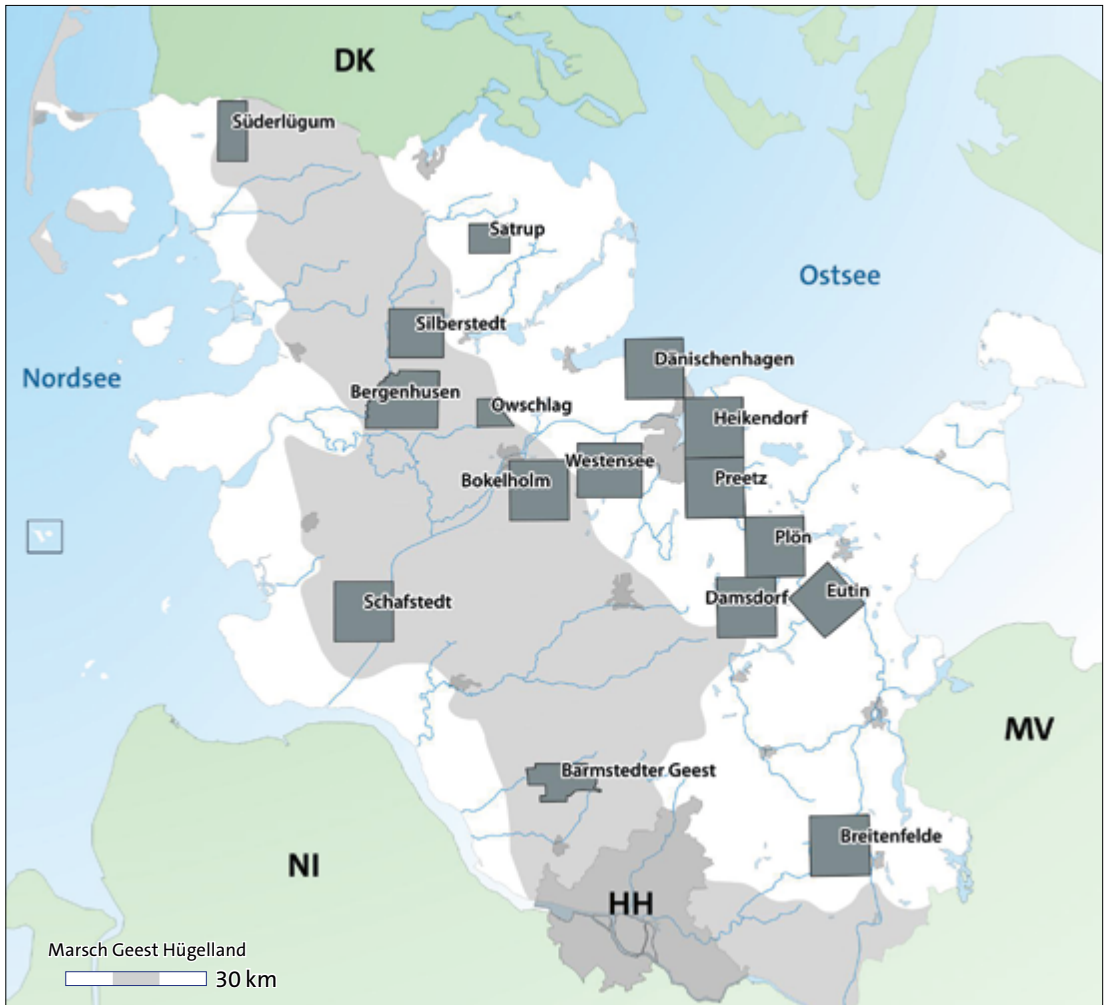 DK
Süderlügum
Satrup
Ostsee
Silberstedt
Dänischenhagen
Nordsee
Bergenhusen
Owschlag
Heikendorf
Westensee
Bokelholm
Preetz
Plön
Eutin
Damsdorf
Schafstedt
MV
Barmstedter Geest
Breitenfelde
NI
HH
Marsch Geest Hügelland
30 km